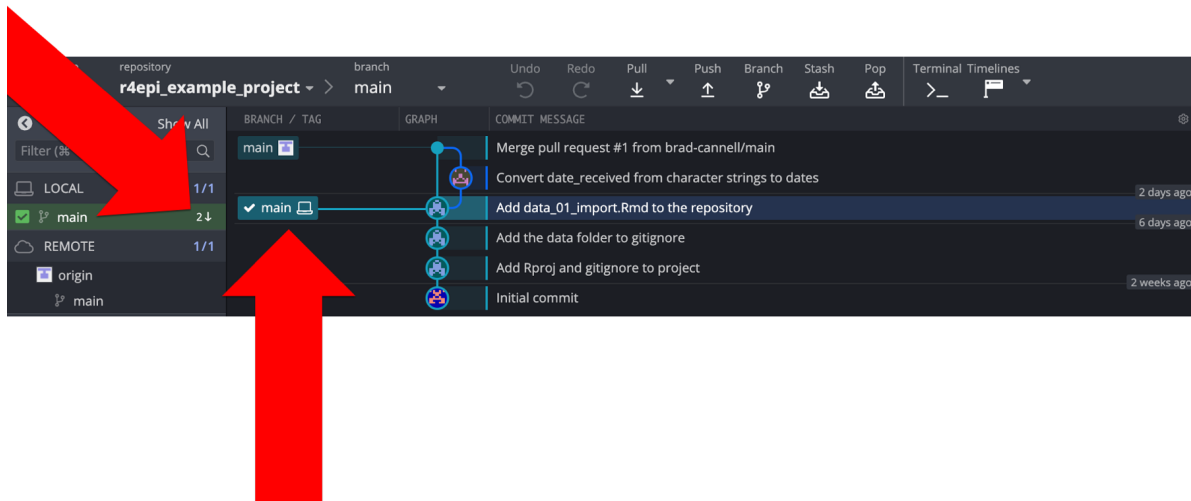 repository
branch
Undo
Redo
Pull
Push
Branch
Stash
Pop
Terminal
Timelines
r4epi_example_project
main
Show All
BRANCH / TAG
GRAPH
COMMIT MESSAGE
Filter (⌘
main
Merge pull request #1 from brad-cannell/main
Convert date_received from character strings to dates
LOCAL
1/1
2 days ago
main
2↓
main
Add data_01_import.Rmd to the repository
6 days ago
REMOTE
1/1
Add the data folder to gitignore
origin
Add Rproj and gitignore to project
2 weeks ago
main
Initial commit